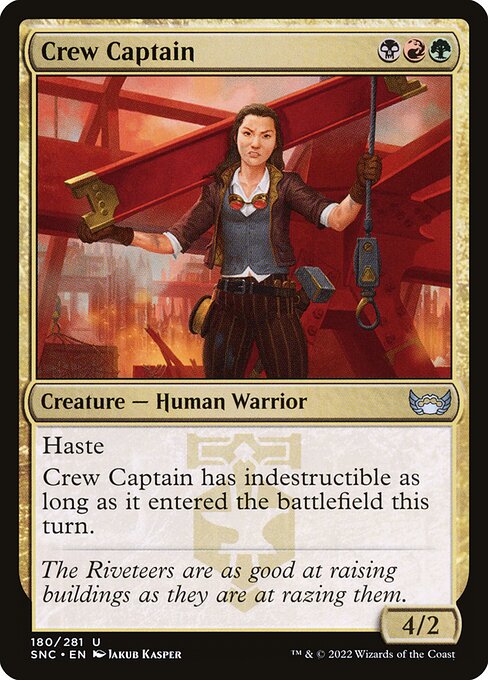 Crew Captain
Creature — Human Warrior
Haste
Crew Captain has indestructible as
long as it entered the battlefield this
turn.
The Riveteers are as good at raising
buildings as they are at razing them.
4/2
180/281 U
SNC • EN Jakub Kasper
™ & © 2022 Wizards of the Coast